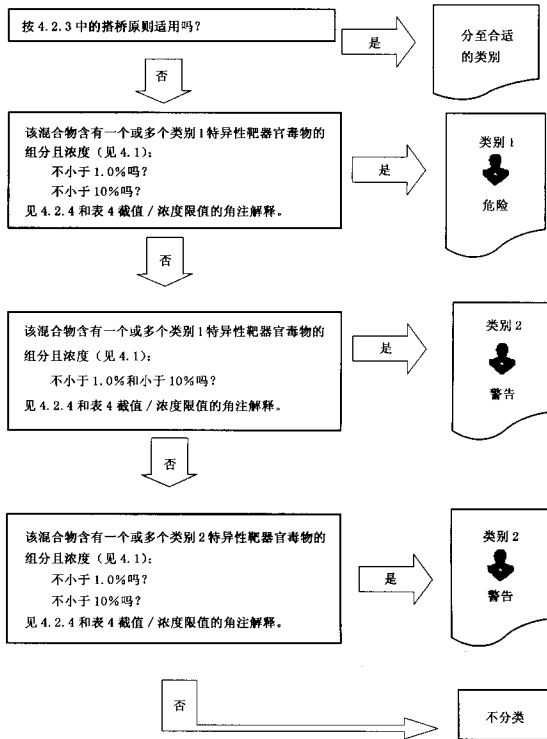 按4.2.3中的搭桥原则适用吗?
是
分至合适
的类别
否
该混合物含有一个或多个类别1特异性靶器官毒物的
组分且浓度(见4.1):
不小于1.0%吗?
不小于10%吗?
见4.2.4和表4截值/浓度限值的角注解释。
是
类别1
危险
否
该混合物含有一个或多个类别1特异性靶器官毒物的
组分且浓度(见4.1):
不小于1.0%和小于10%吗?
见4.2.4和表4截值/浓度限值的角注解释。
是
类别2
警告
否
该混合物含有一个或多个类别2特异性靶器官毒物的
组分且浓度(见4.1):
不小于1.0%吗?
不小于10%吗?
见4.2.4和表4截值/浓度限值的角注解释。
是
类别2
警告
否
不分类